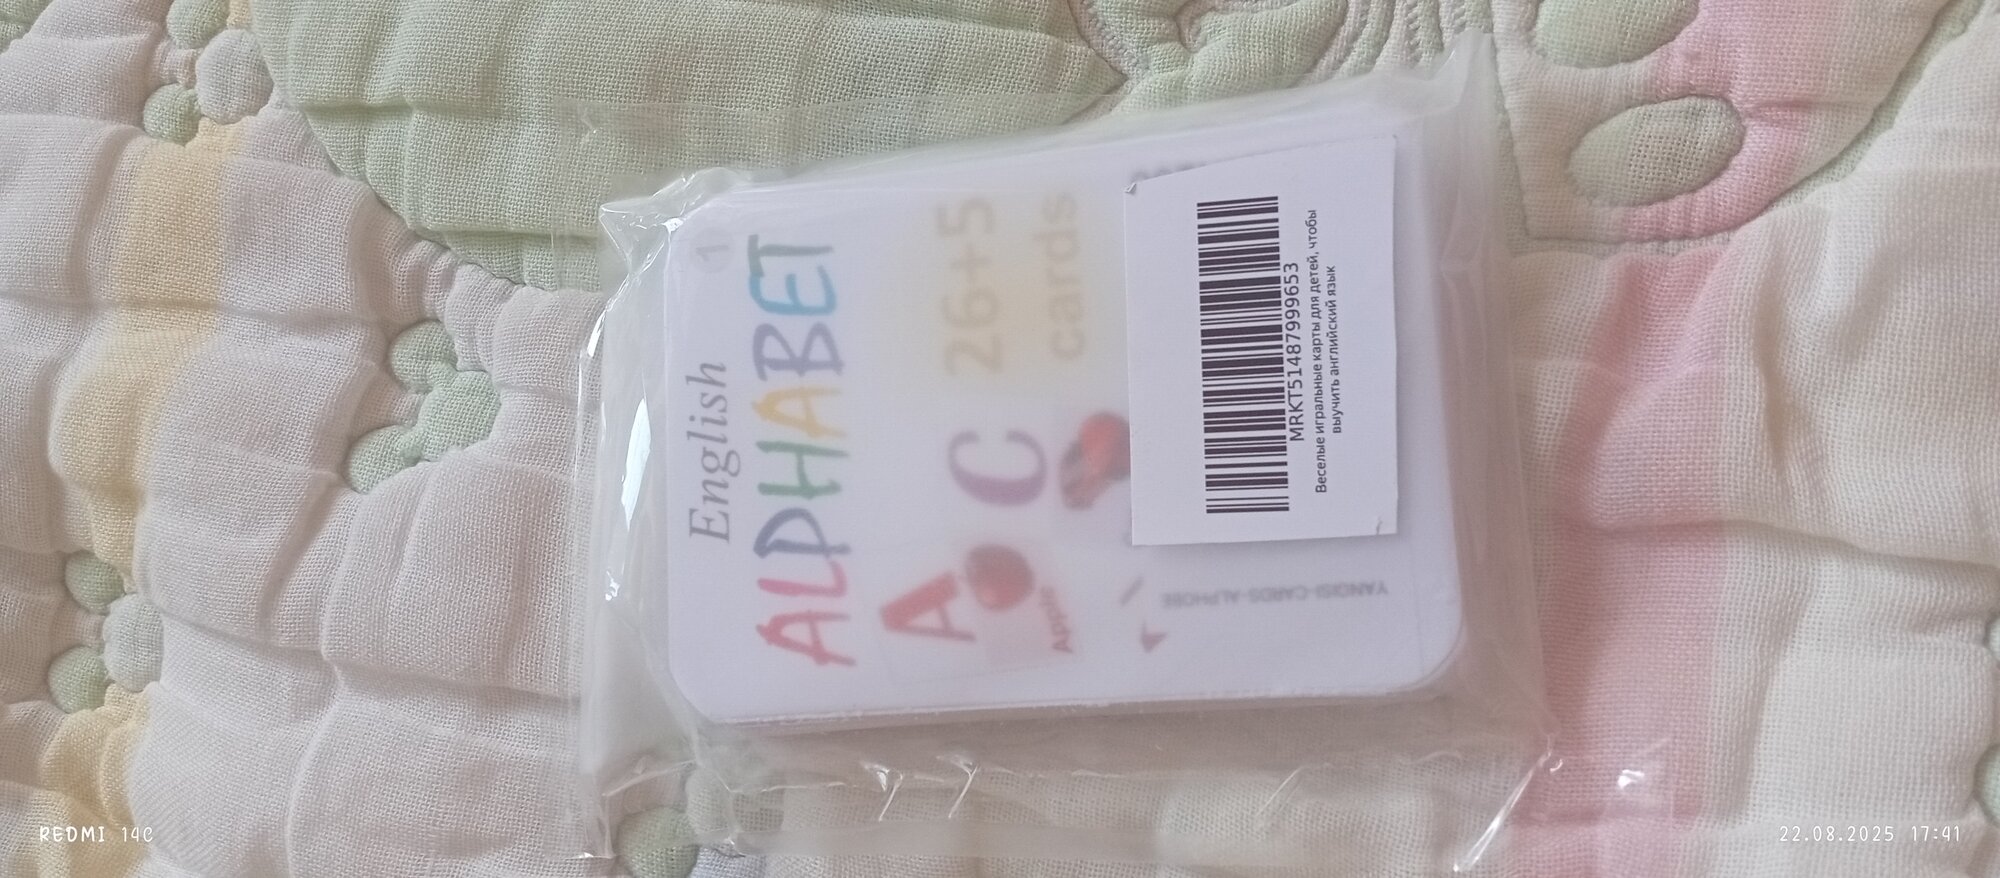 English
ALPHABET
26+5
cards
A
C
Apple
YANGISI-CARDS-ALPHOBE
MRKT51487999653
Веселые игральные карты для детей, чтобы
выучить английский язык
REDMI 14C
22.08.2025 17:41